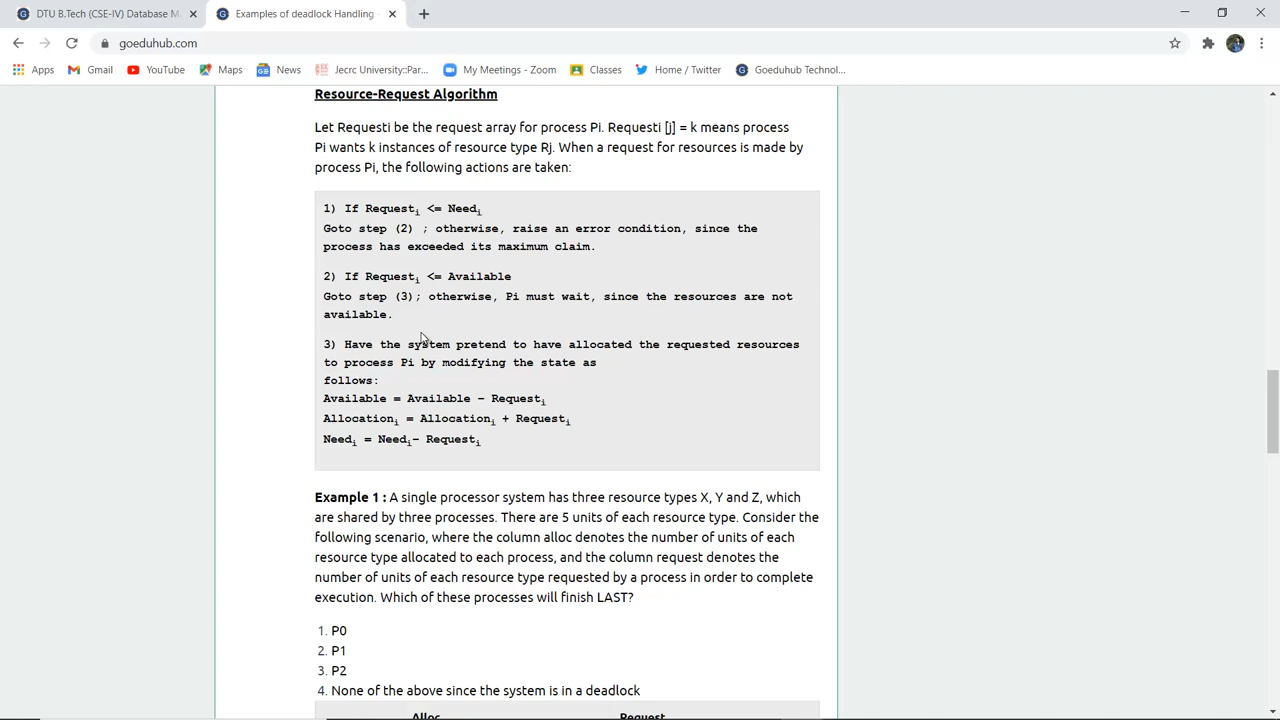 DTU B.Tech (CSE-IV) Database M
Examples of deadlock Handling -
goeduhub.com
Apps
Gmail
YouTube
Maps
News
Jecrc University::Par...
My Meetings - Zoom
Classes
Home / Twitter
Goeduhub Technol...
Resource-Request Algorithm
Let Requesti be the request array for process Pi. Requesti [j] = k means process
Pi wants k instances of resource type Rj. When a request for resources is made by
process Pi, the following actions are taken:
1) If Requesti <= Needi
Goto step (2) ; otherwise, raise an error condition, since the
process has exceeded its maximum claim.
2) If Requesti <= Available
Goto step (3); otherwise, Pi must wait, since the resources are not
available.
3) Have the system pretend to have allocated the requested resources
to process Pi by modifying the state as
follows:
Available = Available – Requesti
Allocationi = Allocationi + Requesti
Needi = Needi– Requesti
Example 1 : A single processor system has three resource types X, Y and Z, which
are shared by three processes. There are 5 units of each resource type. Consider the
following scenario, where the column alloc denotes the number of units of each
resource type allocated to each process, and the column request denotes the
number of units of each resource type requested by a process in order to complete
execution. Which of these processes will finish LAST?
1. P0
2. P1
3. P2
4. None of the above since the system is in a deadlock
Alloc Request